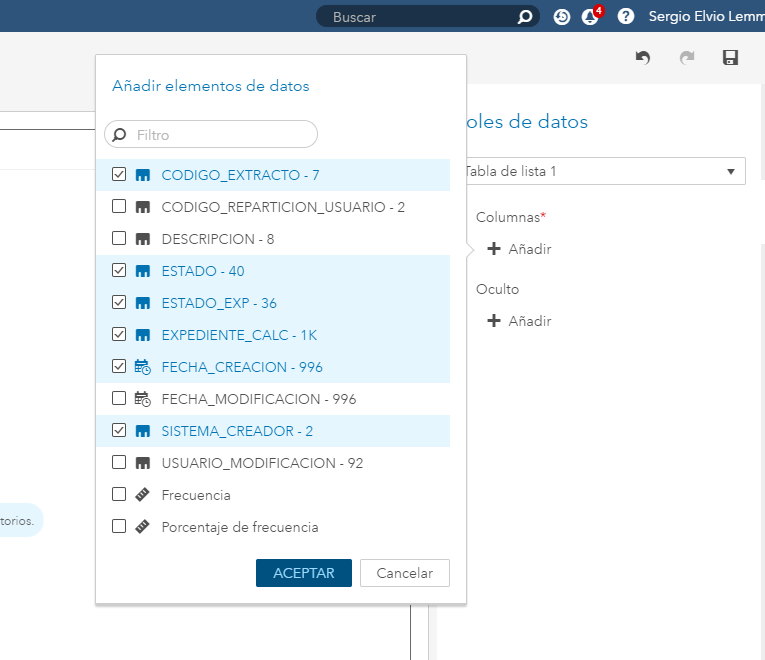 Buscar
4
?
Sergio Elvio Lemm
Añadir elementos de datos
Filtro
CODIGO_EXTRACTO - 7
CODIGO_REPARTICION_USUARIO - 2
DESCRIPCION - 8
ESTADO - 40
ESTADO_EXP - 36
EXPEDIENTE_CALC - 1K
FECHA_CREACION - 996
FECHA_MODIFICACION - 996
SISTEMA_CREADOR - 2
USUARIO_MODIFICACION - 92
Frecuencia
Porcentaje de frecuencia
ACEPTAR Cancelar
oles de datos
Tabla de lista 1
Columnas*
Añadir
Oculto
Añadir
torios.